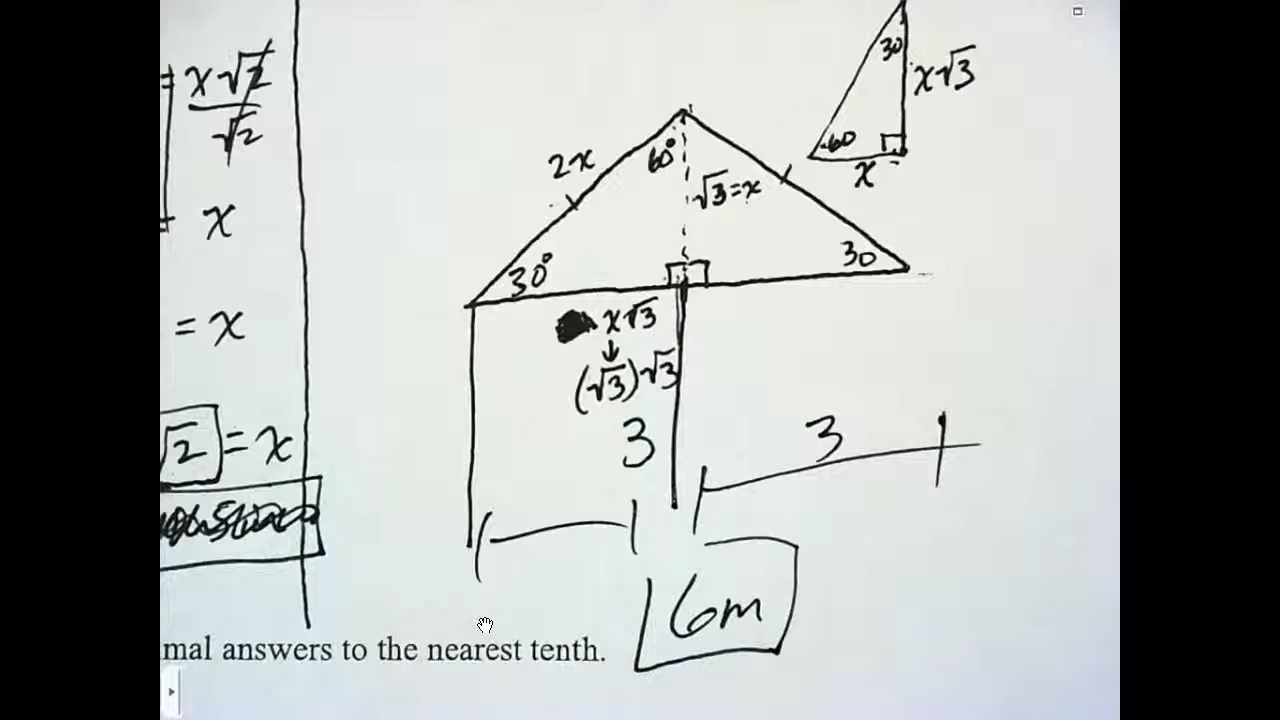 = x√2
√2
x
= x
√2 = x
2x
60°
√3=x
30°
30
x√3
(√3)√3
3
3
6m
30
x√3
60
x
mal answers to the nearest tenth.